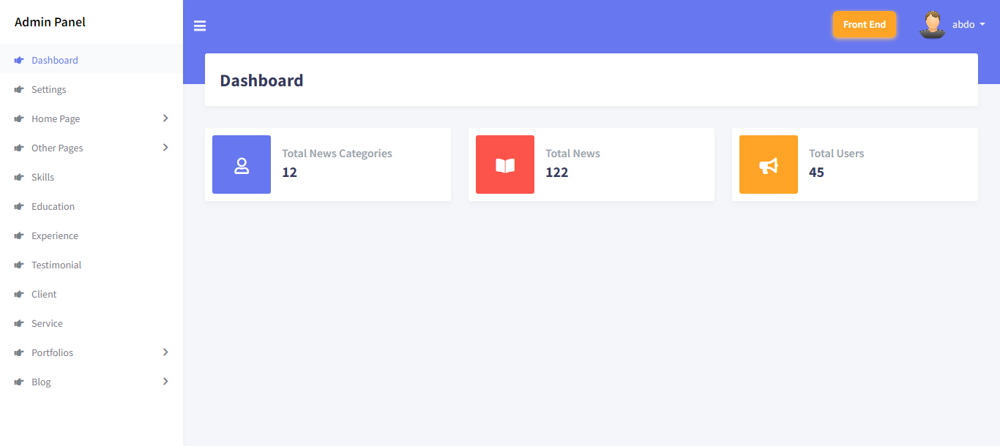 Admin Panel
Front End
abdo
Dashboard
Settings
Home Page
Other Pages
Skills
Education
Experience
Testimonial
Client
Service
Portfolios
Blog
Dashboard
Total News Categories
12
Total News
122
Total Users
45